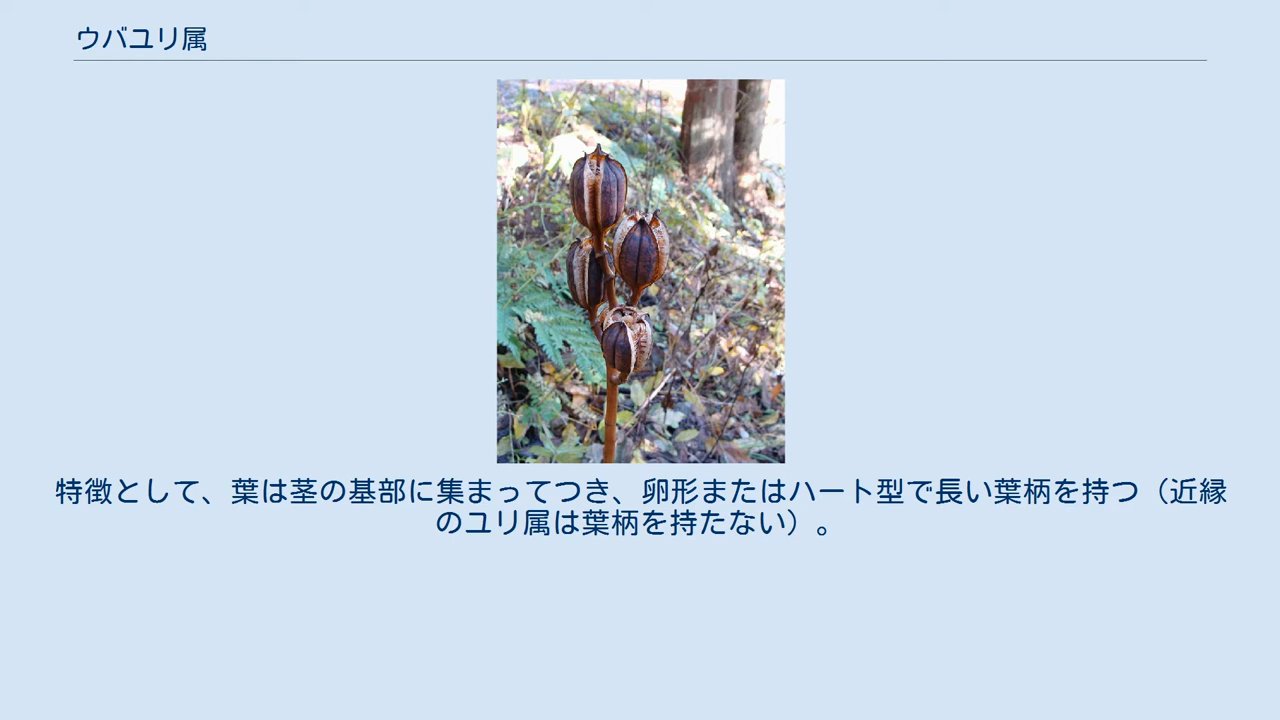 ウバユリ属
特徴として、葉は茎の基部に集まってつき、卵形またはハート型で長い葉柄を持つ（近縁
のユリ属は葉柄を持たない）。